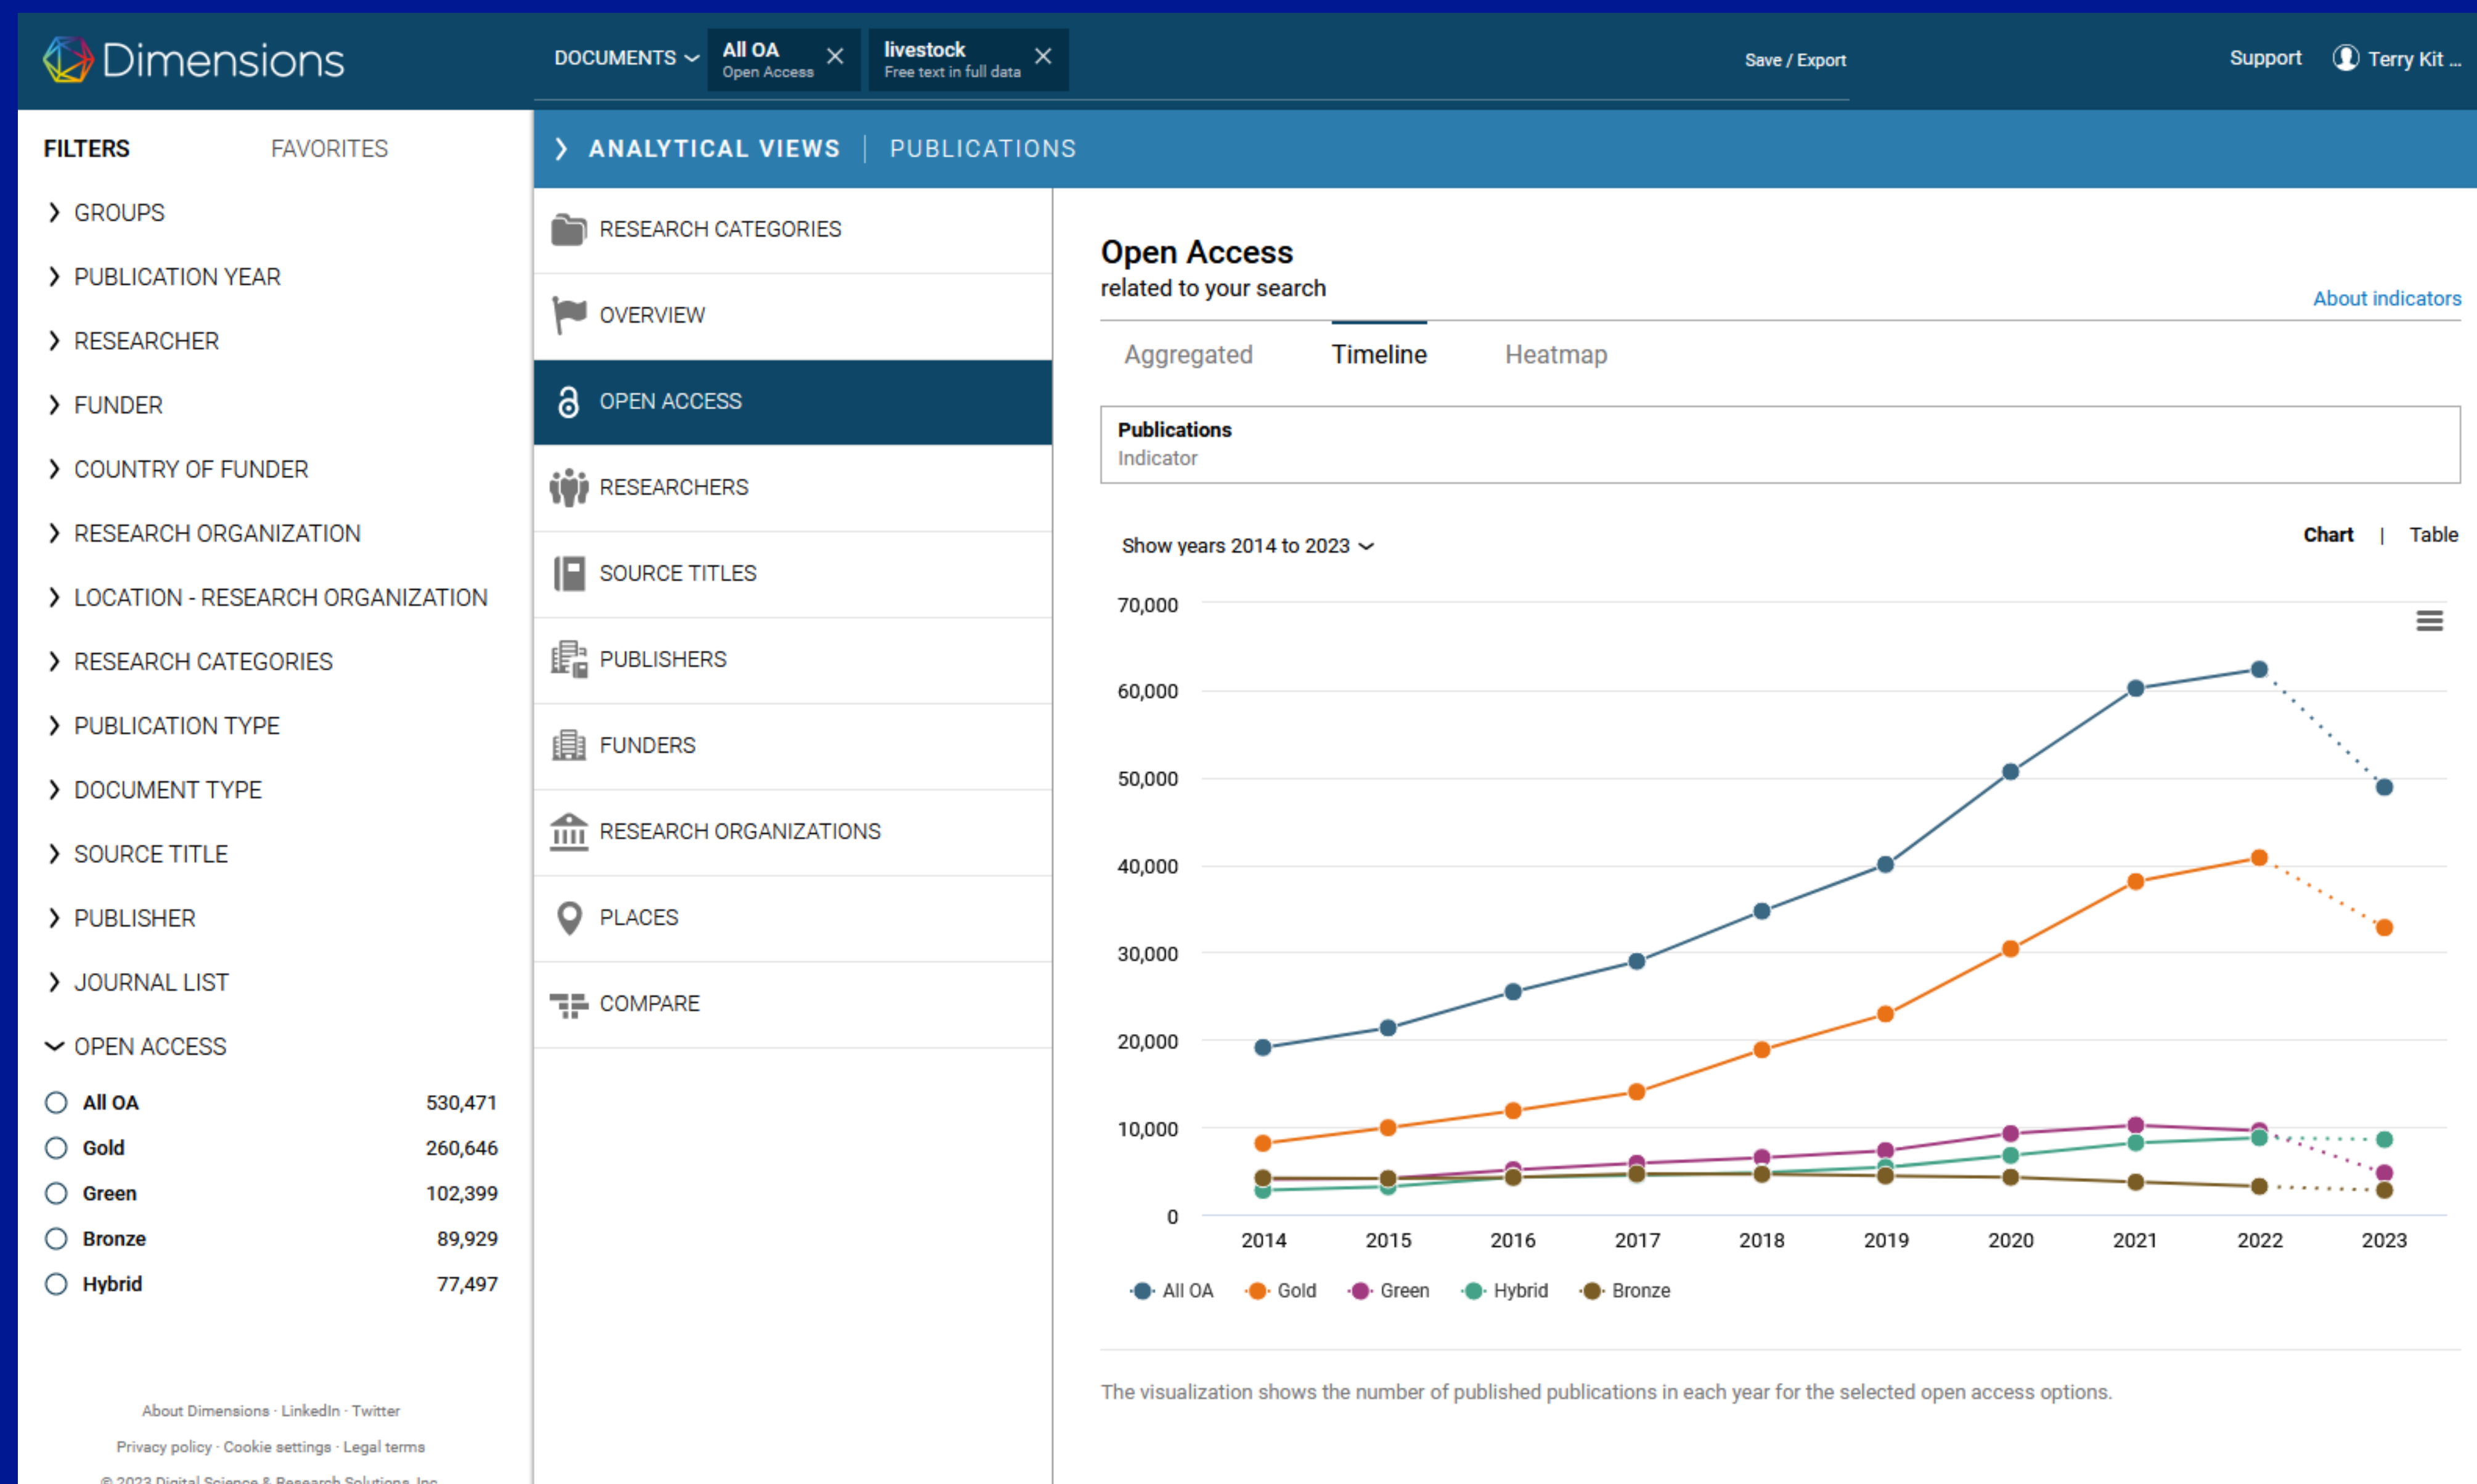 Dimensions
DOCUMENTS
All OA
Open Access
livestock
Free text in full data
Save / Export
Support
Terry Kit ...
FILTERS
FAVORITES
GROUPS
PUBLICATION YEAR
RESEARCHER
FUNDER
COUNTRY OF FUNDER
RESEARCH ORGANIZATION
LOCATION - RESEARCH ORGANIZATION
RESEARCH CATEGORIES
PUBLICATION TYPE
DOCUMENT TYPE
SOURCE TITLE
PUBLISHER
JOURNAL LIST
OPEN ACCESS
All OA 530,471
Gold 260,646
Green 102,399
Bronze 89,929
Hybrid 77,497
About Dimensions · LinkedIn · Twitter
Privacy policy · Cookie settings · Legal terms
© 2023 Digital Science & Research Solutions, Inc.
ANALYTICAL VIEWS | PUBLICATIONS
RESEARCH CATEGORIES
OVERVIEW
OPEN ACCESS
RESEARCHERS
SOURCE TITLES
PUBLISHERS
FUNDERS
RESEARCH ORGANIZATIONS
PLACES
COMPARE
Open Access
related to your search
About indicators
Aggregated Timeline Heatmap
Publications
Indicator
Show years 2014 to 2023
Chart | Table
70,000
60,000
50,000
40,000
30,000
20,000
10,000
0
2014 2015 2016 2017 2018 2019 2020 2021 2022 2023
All OA Gold Green Hybrid Bronze
The visualization shows the number of published publications in each year for the selected open access options.